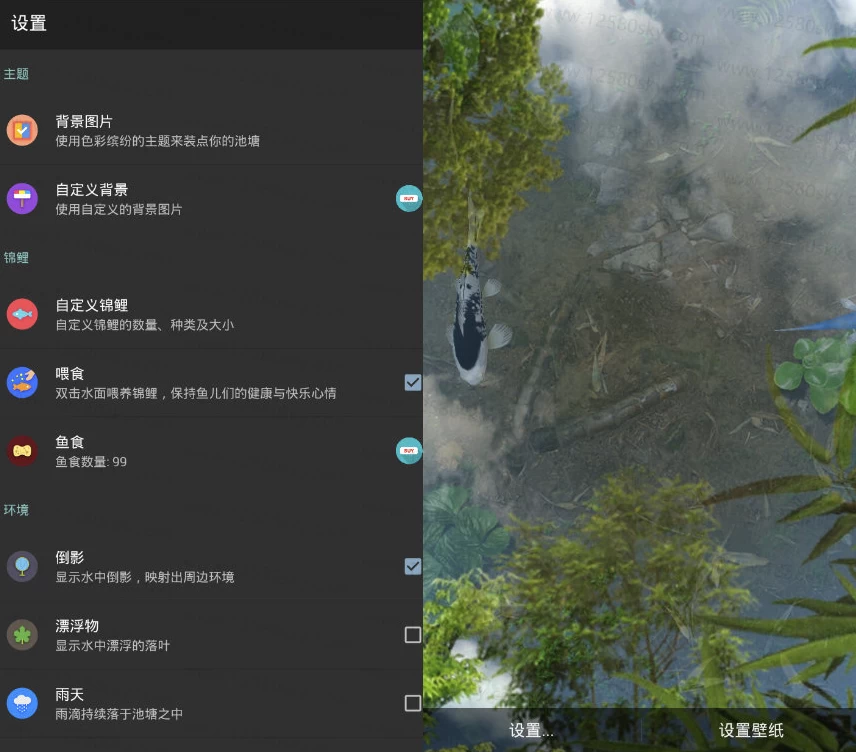 设置
主题
背景图片
使用色彩缤纷的主题来装点你的池塘
自定义背景
使用自定义的背景图片
BUY
锦鲤
自定义锦鲤
自定义锦鲤的数量、种类及大小
喂食
双击水面喂养锦鲤，保持鱼儿们的健康与快乐心情
鱼食
鱼食数量: 99
BUY
环境
倒影
显示水中倒影，映射出周边环境
漂浮物
显示水中漂浮的落叶
雨天
雨滴持续落于池塘之中
www.12580sky.com
设置...
设置壁纸